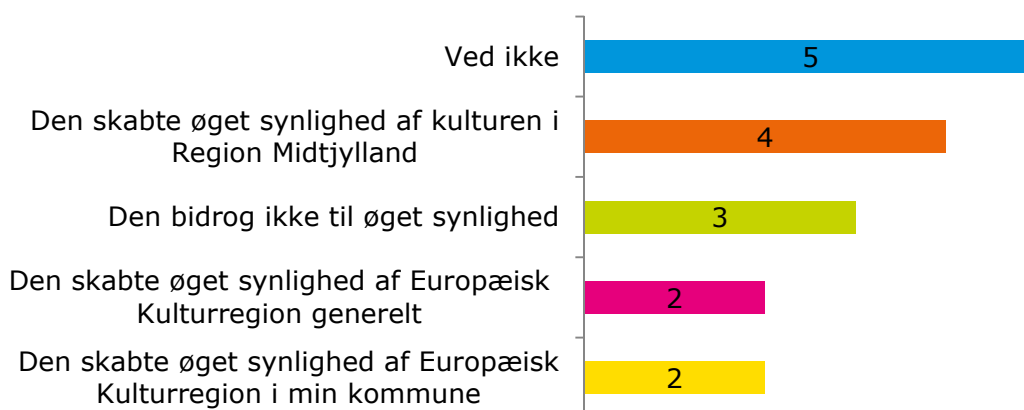 Ved ikke
5
Den skabte øget synlighed af kulturen i
Region Midtjylland
4
Den bidrog ikke til øget synlighed
3
Den skabte øget synlighed af Europæisk
Kulturregion generelt
2
Den skabte øget synlighed af Europæisk
Kulturregion i min kommune
2